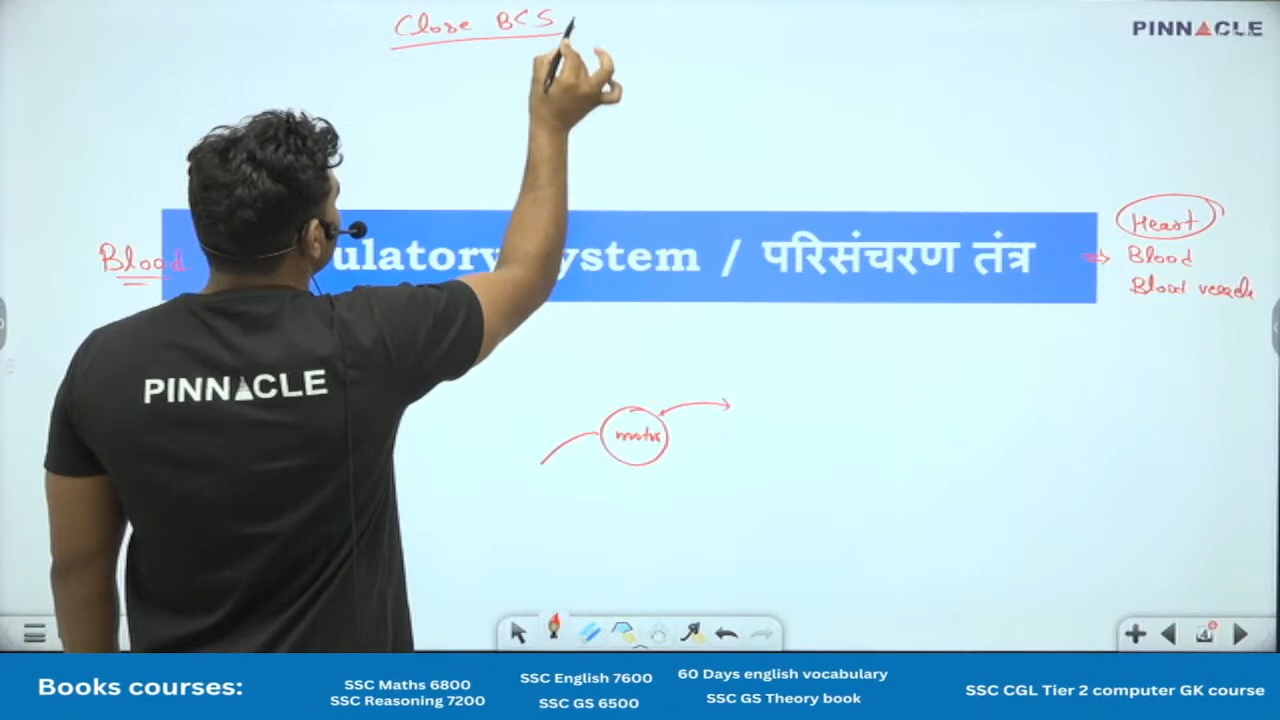 Close BCS
PINNACLE
Heart
Blood ulatory ystem / परिसंचरण तंत्र → Blood
Blood vessels
PINNACLE
motor
Books courses:
SSC Maths 6800
SSC Reasoning 7200
SSC English 7600
SSC GS 6500
60 Days english vocabulary
SSC GS Theory book
SSC CGL Tier 2 computer GK course